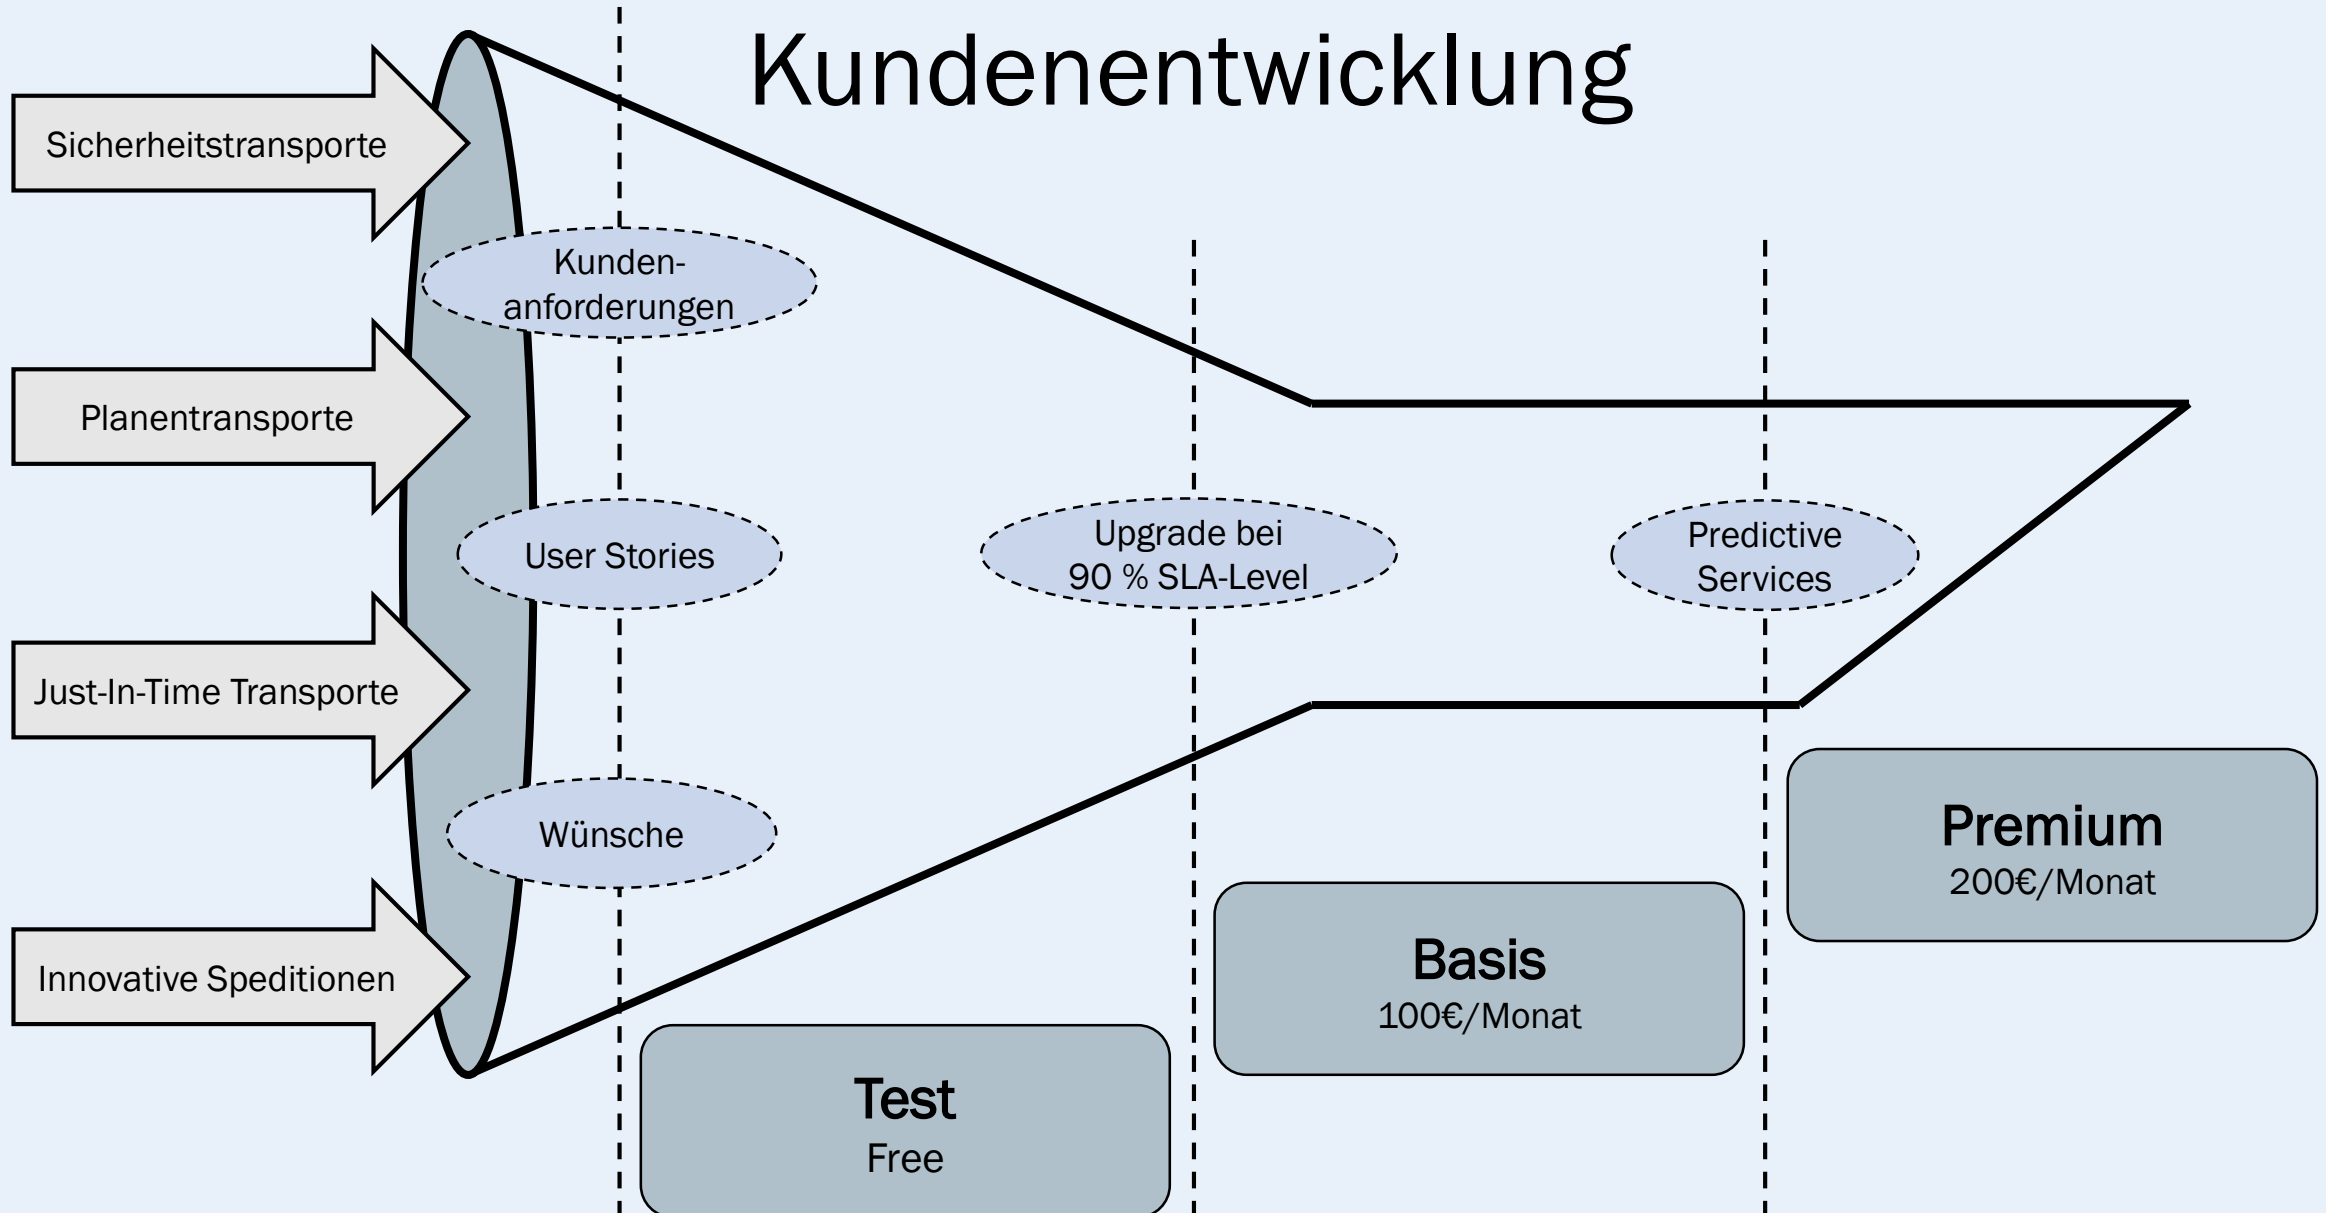 Kundenentwicklung
Sicherheitstransporte
Planentransporte
Just-In-Time Transporte
Innovative Speditionen
Kunden-
anforderungen
User Stories
Wünsche
Upgrade bei
90 % SLA-Level
Predictive
Services
Test
Free
Basis
100€/Monat
Premium
200€/Monat